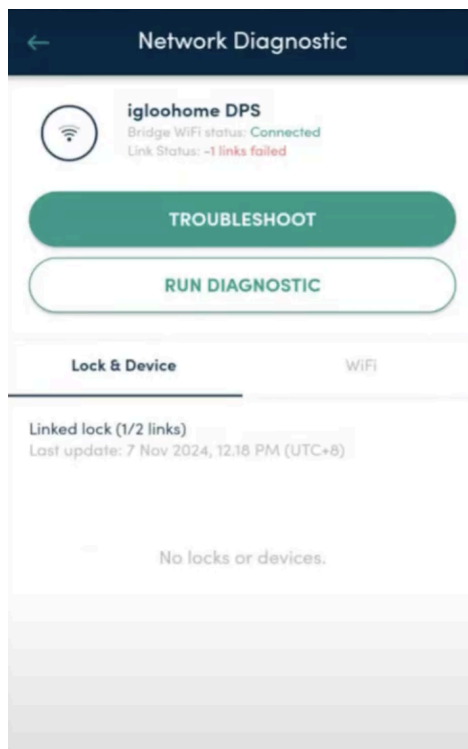 Network Diagnostic
igloohome DPS
Bridge WiFi status: Connected
Link Status: -1 links failed
TROUBLESHOOT
RUN DIAGNOSTIC
Lock & Device
WiFi
Linked lock (1/2 links)
Last update: 7 Nov 2024, 12.18 PM (UTC+8)
No locks or devices.